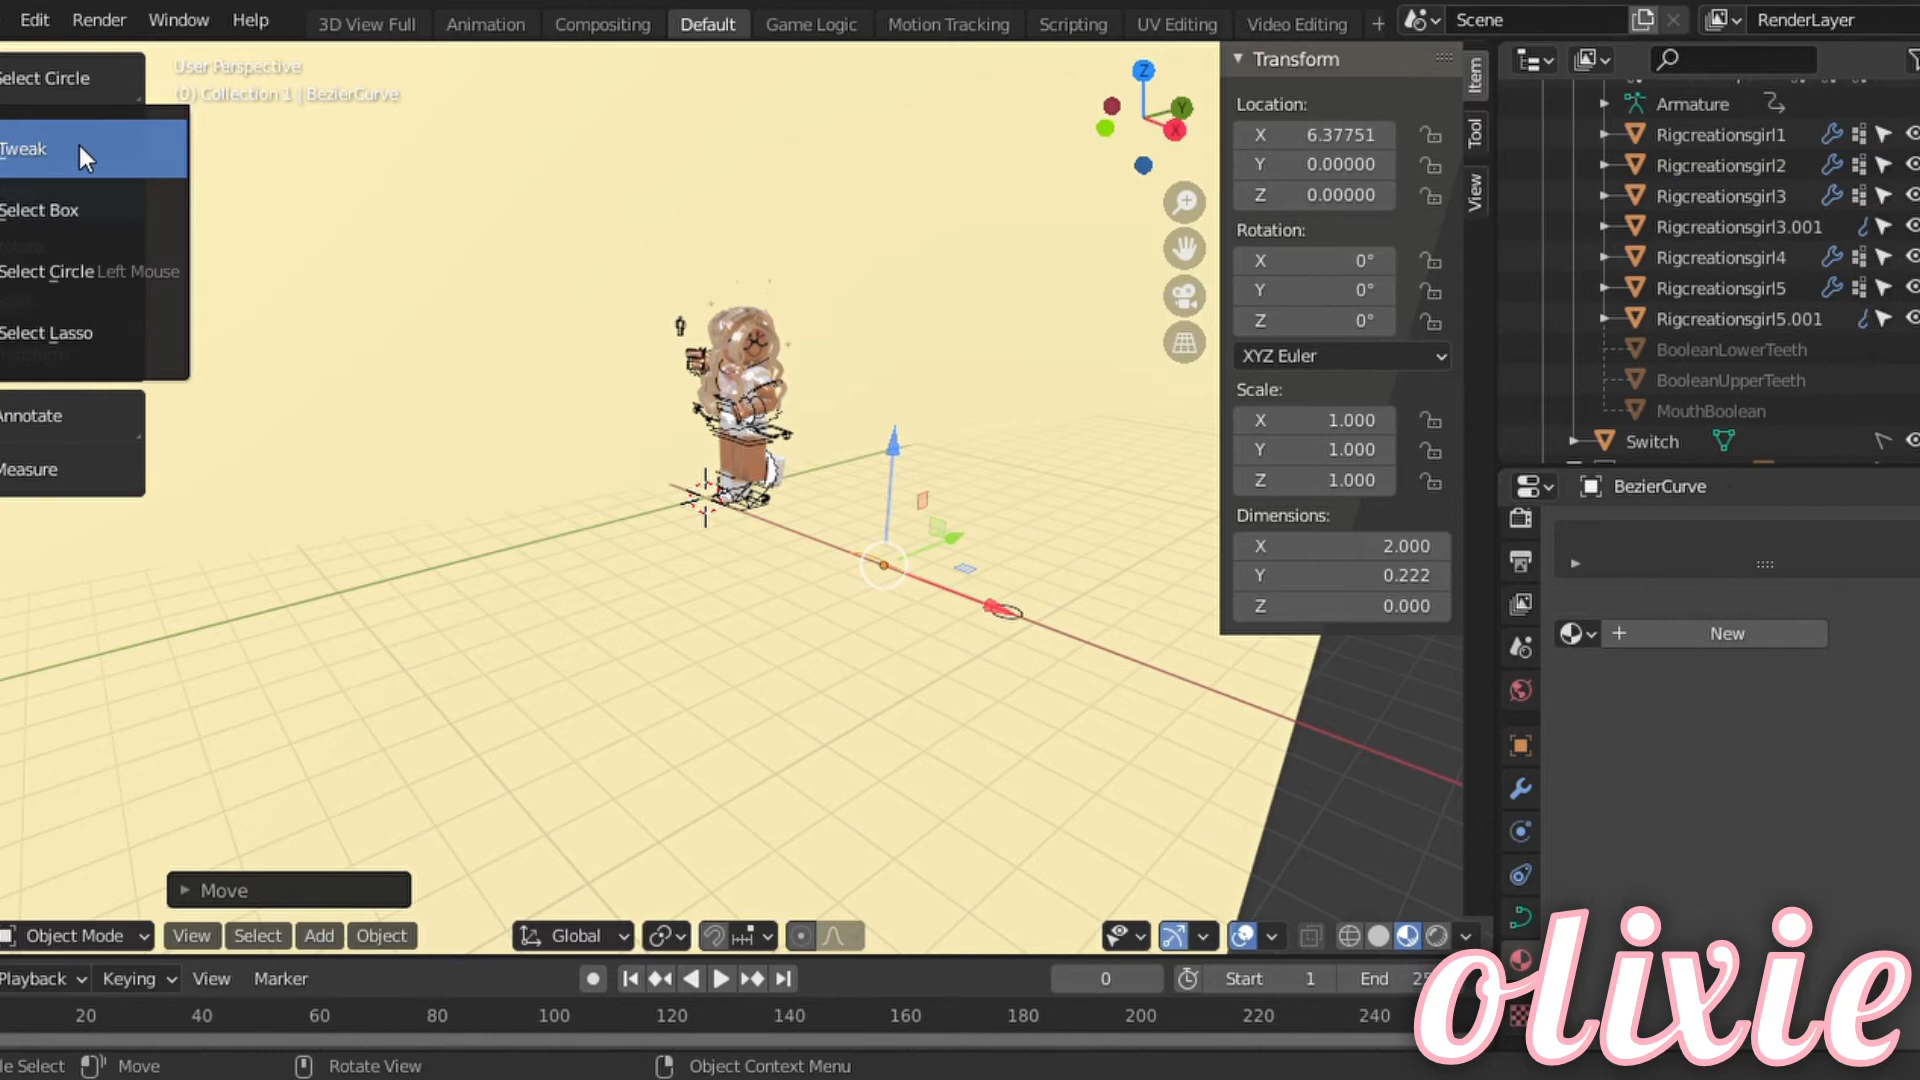 Edit Render Window Help 3D View Full Animation Compositing Default Game Logic Motion Tracking Scripting UV Editing Video Editing + Scene RenderLayer
Select Circle
User Perspective
(0) Collection 1 | BezierCurve
Tweak
Select Box
Select Circle Left Mouse
Select Lasso
Annotate
Measure
Z
Y
X
Transform
Location:
X 6.37751
Y 0.00000
Z 0.00000
Rotation:
X 0°
Y 0°
Z 0°
XYZ Euler
Scale:
X 1.000
Y 1.000
Z 1.000
Dimensions:
X 2.000
Y 0.222
Z 0.000
Item
Tool
View
Armature
Rigcreationsgirl1
Rigcreationsgirl2
Rigcreationsgirl3
Rigcreationsgirl3.001
Rigcreationsgirl4
Rigcreationsgirl5
Rigcreationsgirl5.001
BooleanLowerTeeth
BooleanUpperTeeth
MouthBoolean
Switch
BezierCurve
+ New
Move
Object Mode View Select Add Object Global
Playback Keying View Marker 0 Start 1 End 25
20 40 60 80 100 120 140 160 180 200 220 240
le Select Move Rotate View Object Context Menu
olixie